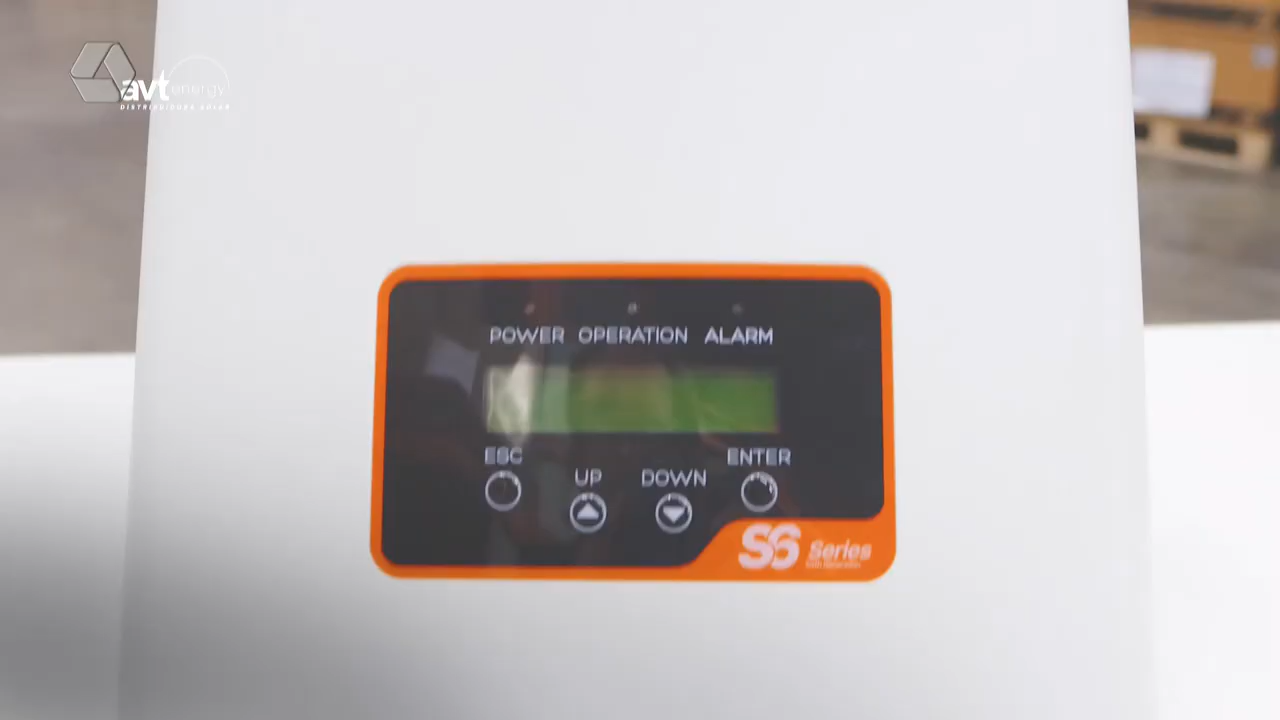 avt energy
DISTRIBUIDORA SOLAR
POWER OPERATION ALARM
ESC
UP
DOWN
ENTER
S6 Series